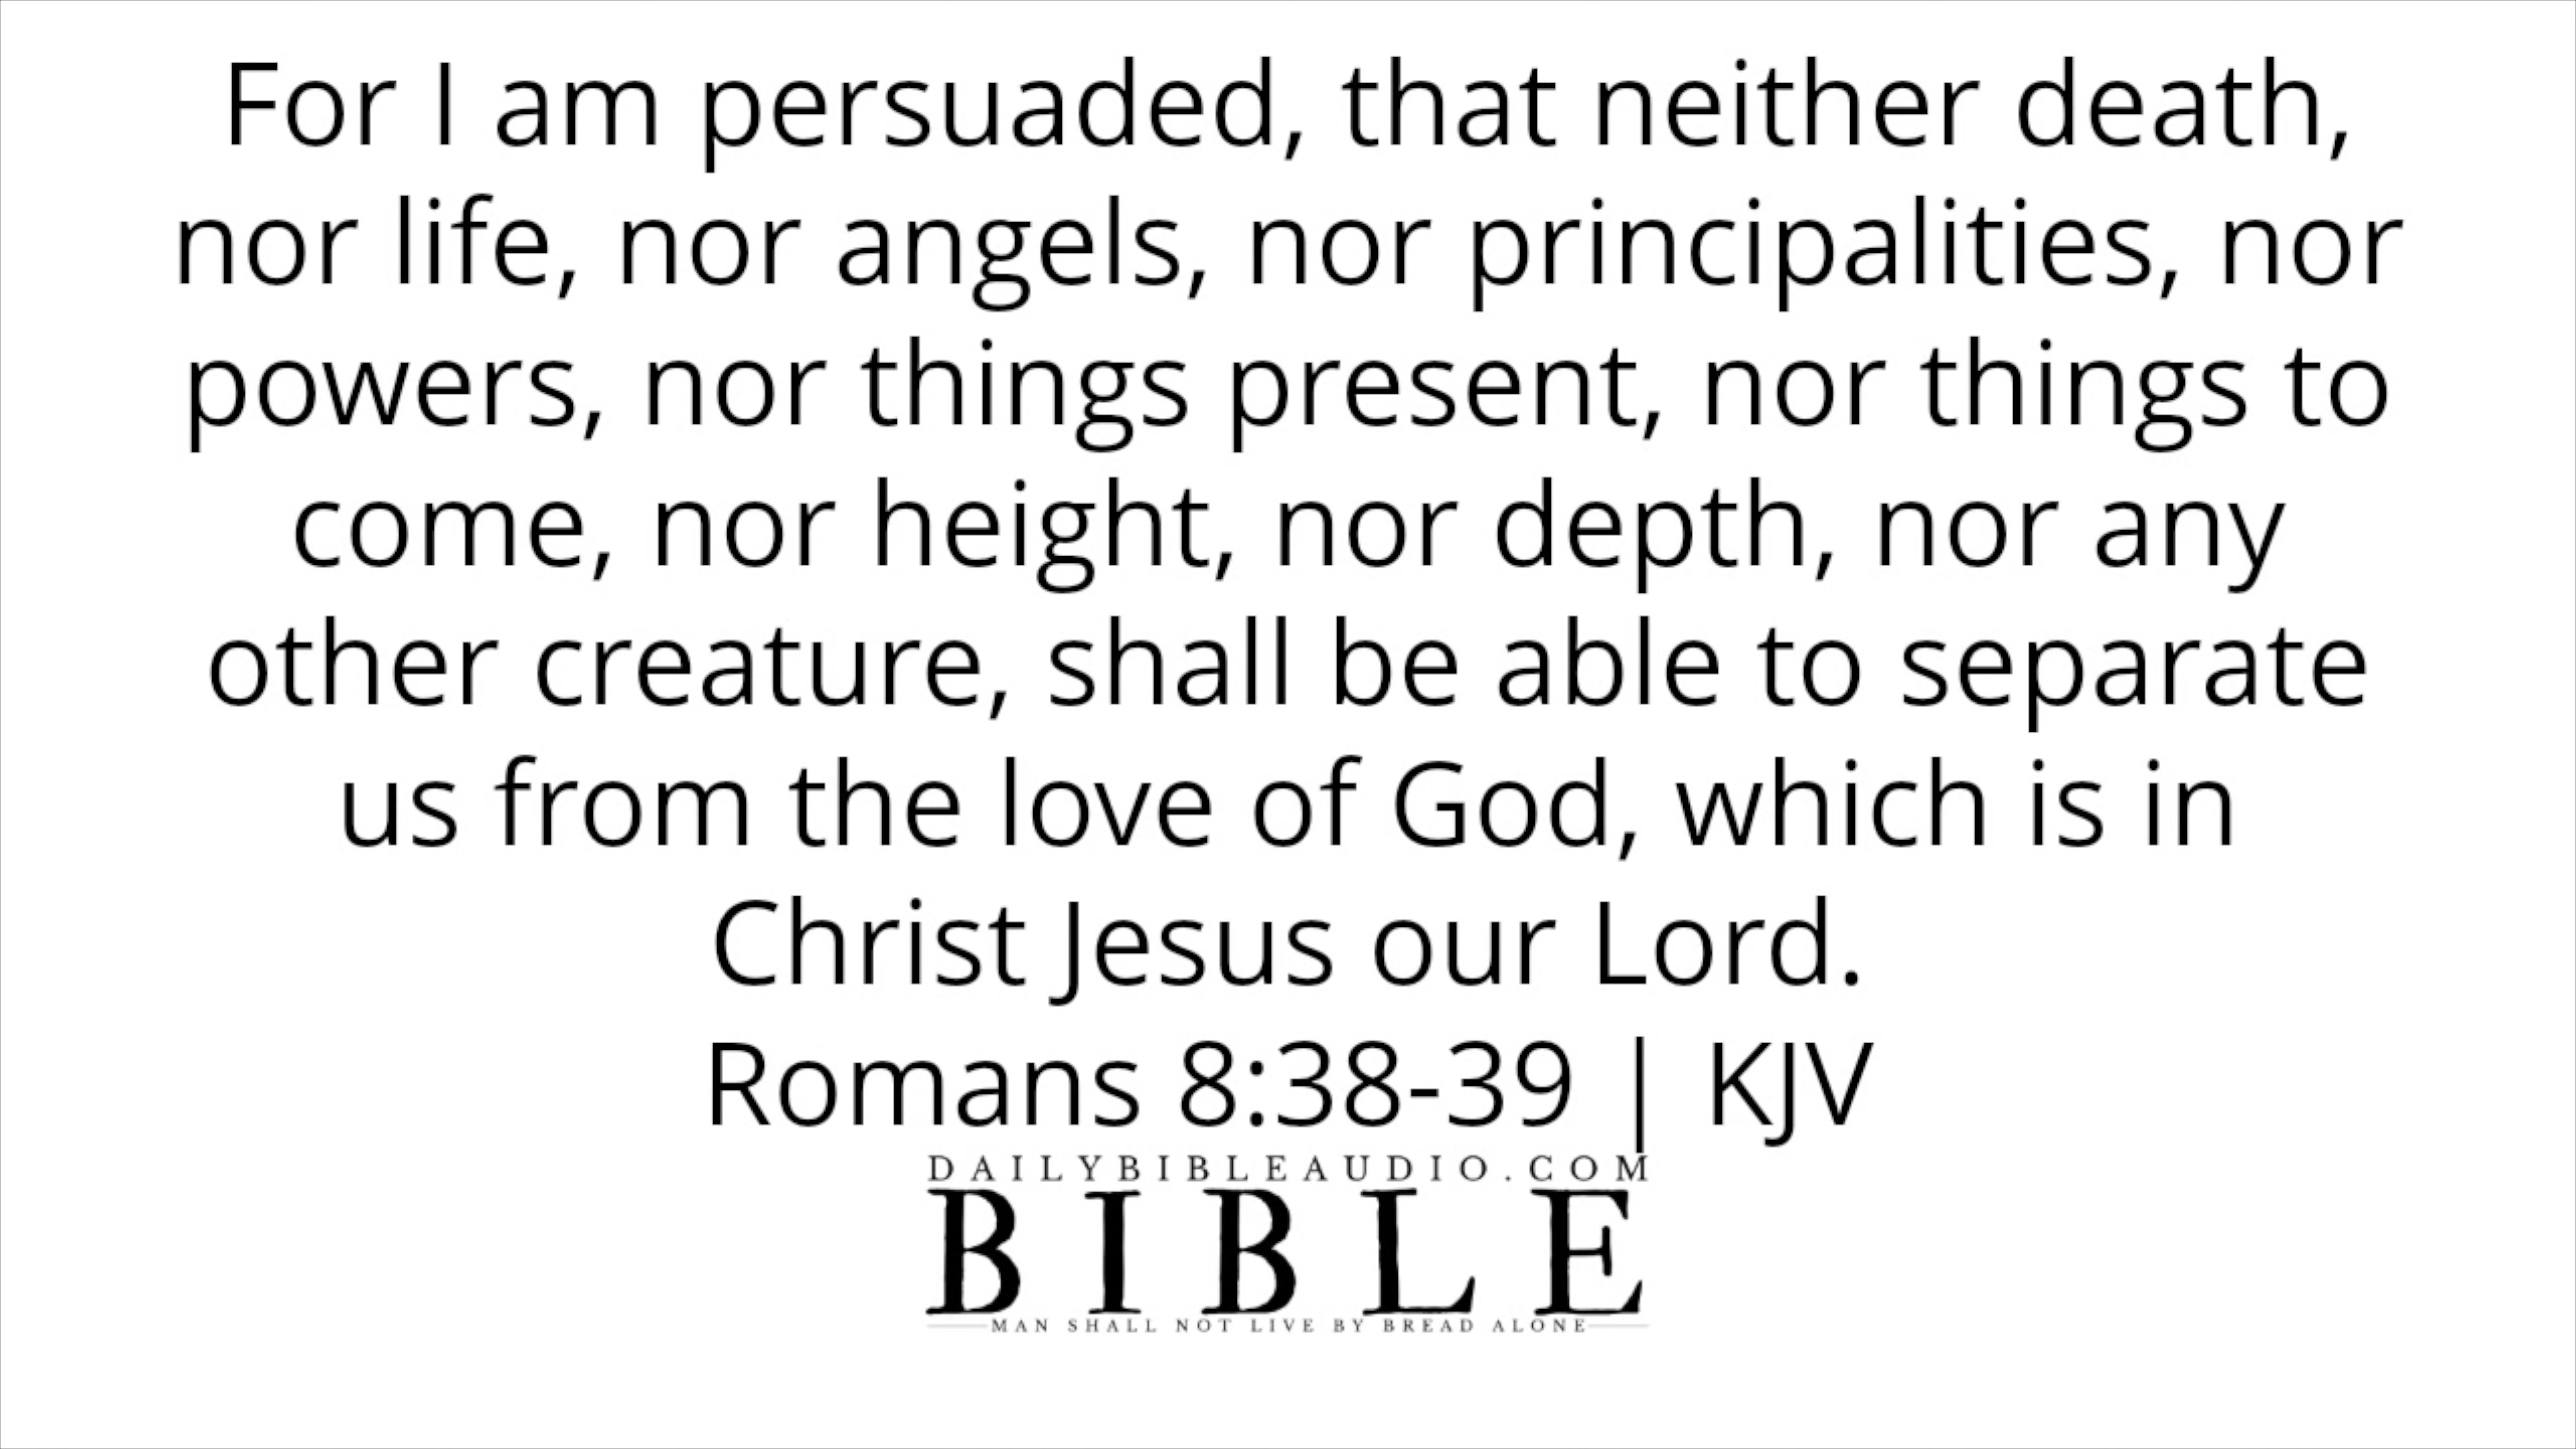 For I am persuaded, that neither death,
nor life, nor angels, nor principalities, nor
powers, nor things present, nor things to
come, nor height, nor depth, nor any
other creature, shall be able to separate
us from the love of God, which is in
Christ Jesus our Lord.
Romans 8:38-39 | KJV
DAILYBIBLEAUDIO.COM
BIBLE
MAN SHALL NOT LIVE BY BREAD ALONE